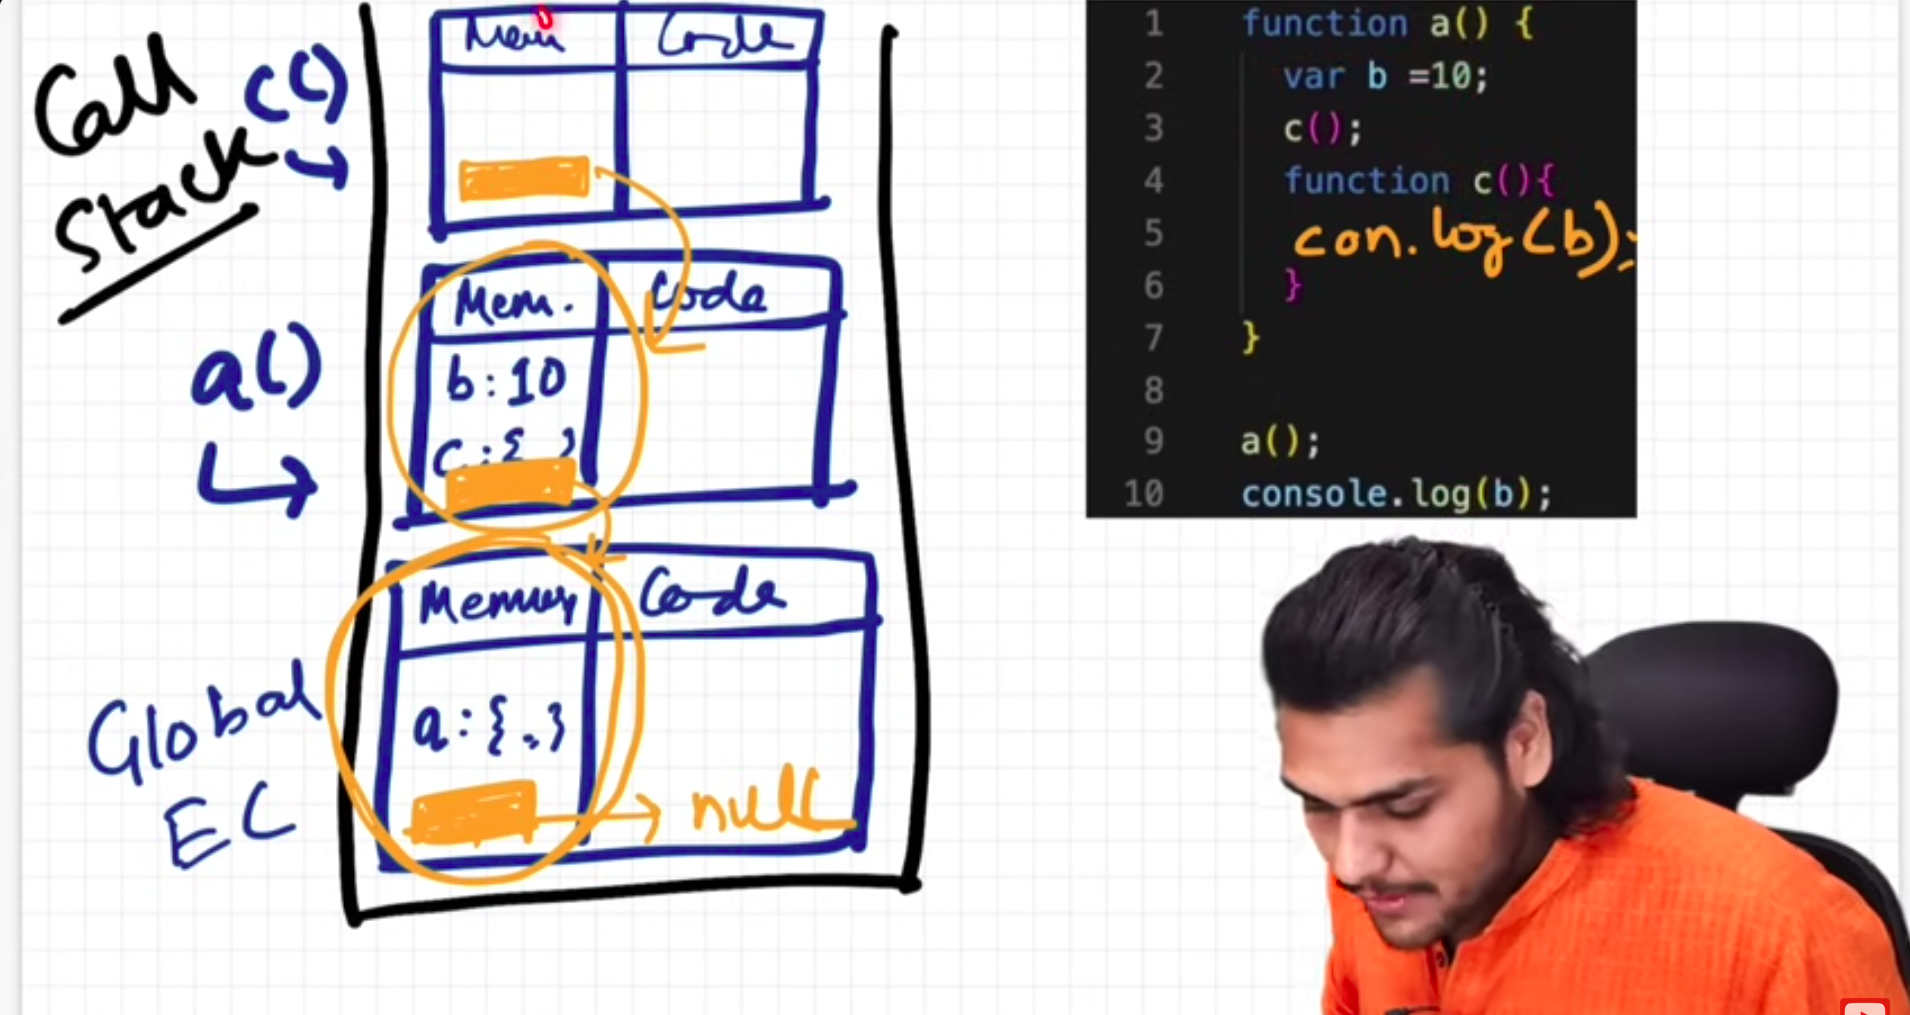 Call
Stack
c()
Mem Code
a()
Mem. Code
b:10
c:{ }
Global
EC
Memory Code
a:{.}
null
1 function a() {
2 var b =10;
3 c();
4 function c(){
5 con.log(b);
6 }
7 }
8
9 a();
10 console.log(b);